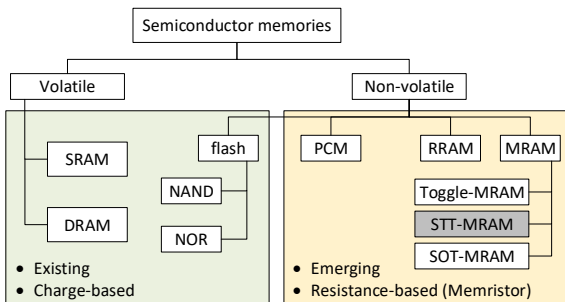 Semiconductor memories
Volatile
Non-volatile
flash
PCM
RRAM
MRAM
SRAM
NAND
Toggle-MRAM
DRAM
STT-MRAM
NOR
SOT-MRAM
• Existing
• Charge-based
• Emerging
• Resistance-based (Memristor)